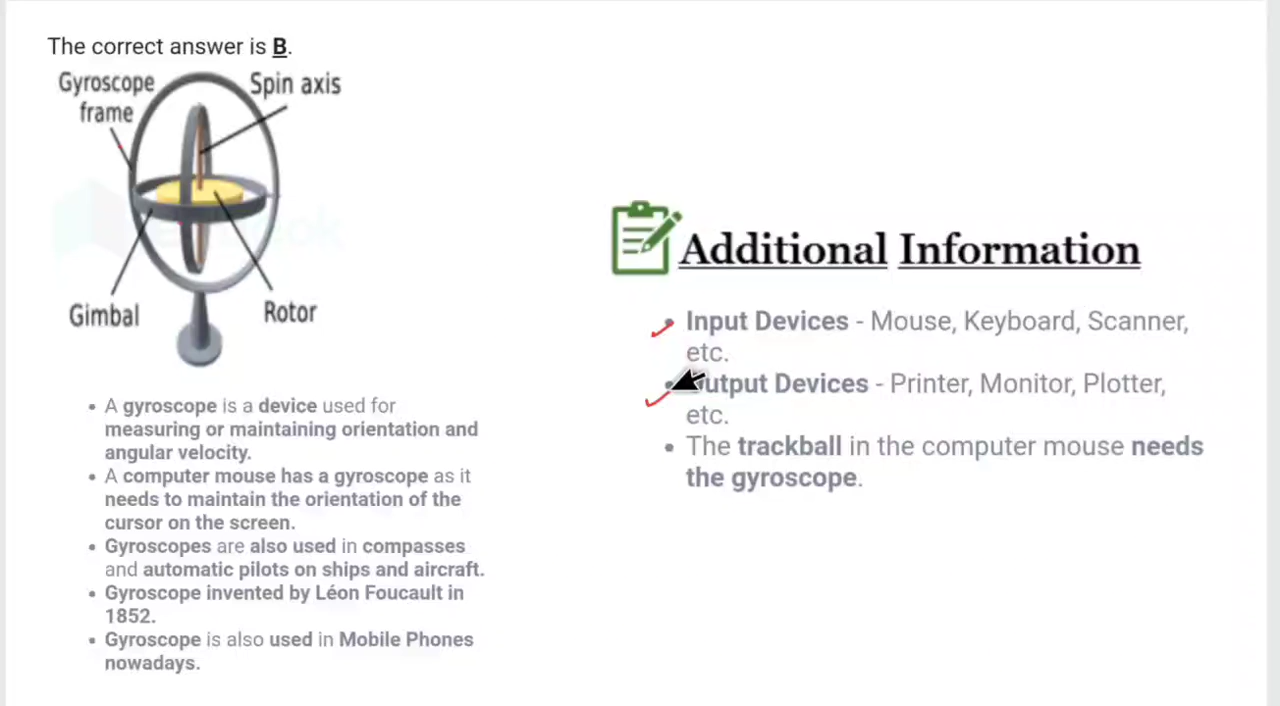 The correct answer is B.
Gyroscope
frame
Spin axis
Gimbal
Rotor
A gyroscope is a device used for
measuring or maintaining orientation and
angular velocity.
A computer mouse has a gyroscope as it
needs to maintain the orientation of the
cursor on the screen.
Gyroscopes are also used in compasses
and automatic pilots on ships and aircraft.
Gyroscope invented by Léon Foucault in
1852.
Gyroscope is also used in Mobile Phones
nowadays.
Additional Information
Input Devices - Mouse, Keyboard, Scanner,
etc.
Devices - Printer, Monitor, Plotter,
etc.
The trackball in the computer mouse needs
the gyroscope.